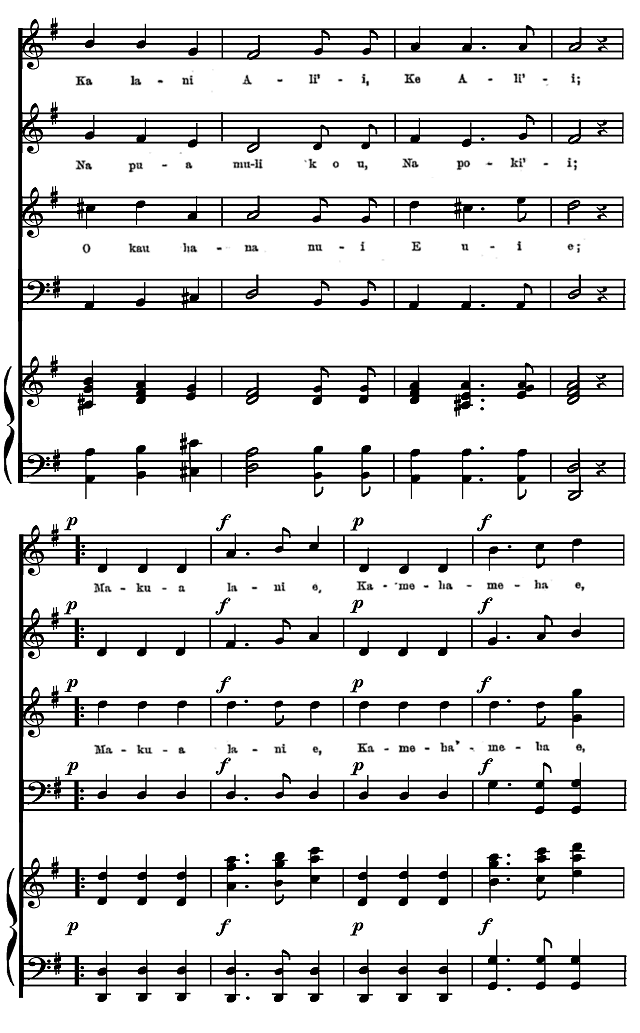 Ka la - ni A - li' - i, Ke A - li' - i;
Na pu - a mu-li k o u, Na po - ki' - i;
O kau ha - na nu - i E u - i e;
p f p f
Ma - ku - a la - ni e, Ka - me - ha - me - ha e,
p f p f
p f p f
Ma - ku - a la - ni e, Ka - me - ha' - me - ha e,
p f p f
p f p f